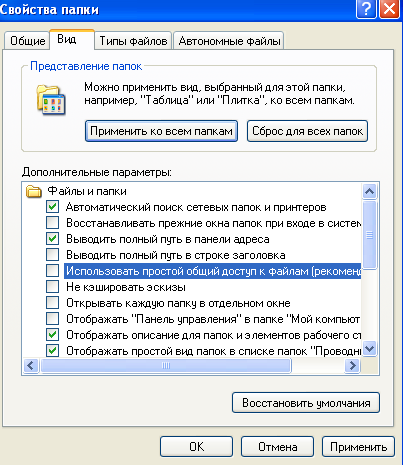 Свойства папки
Общие Вид Типы файлов Автономные файлы
Представление папок
Можно применить вид, выбранный для этой папки,
например, "Таблица" или "Плитка", ко всем папкам.
Применить ко всем папкам Сброс для всех папок
Дополнительные параметры:
Файлы и папки
Автоматический поиск сетевых папок и принтеров
Восстанавливать прежние окна папок при входе в систем
Выводить полный путь в панели адреса
Выводить полный путь в строке заголовка
Использовать простой общий доступ к файлам (рекоменд
Не кэшировать эскизы
Открывать каждую папку в отдельном окне
Отображать "Панель управления" в папке "Мой компьют
Отображать описание для папок и элементов рабочего ст
Отображать простой вид папок в списке папок "Проводни
Восстановить умолчания
OK Отмена Применить